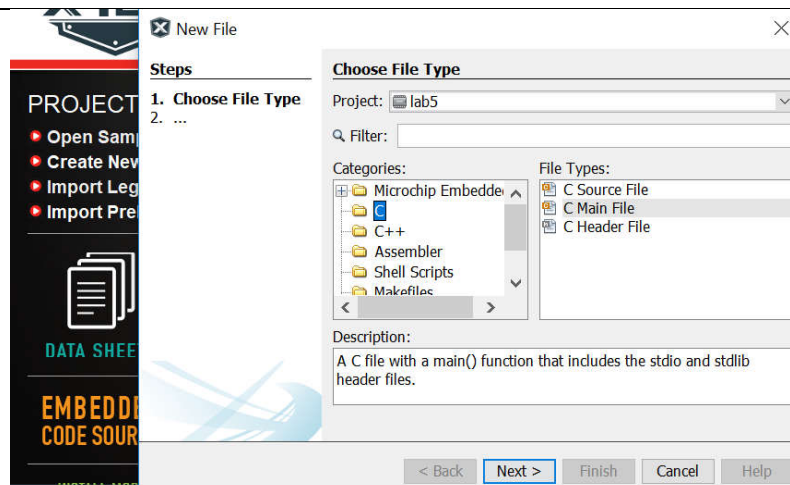 New File
Steps
1. Choose File Type
2. ...
Choose File Type
Project: lab5
Filter:
Categories:
Microchip Embedde
C
C++
Assembler
Shell Scripts
Makefiles
File Types:
C Source File
C Main File
C Header File
Description:
A C file with a main() function that includes the stdio and stdlib
header files.
< Back
Next >
Finish
Cancel
Help
PROJECT
Open Sam
Create New
Import Leg
Import Pre
DATA SHEE
EMBEDDE
CODE SOUR